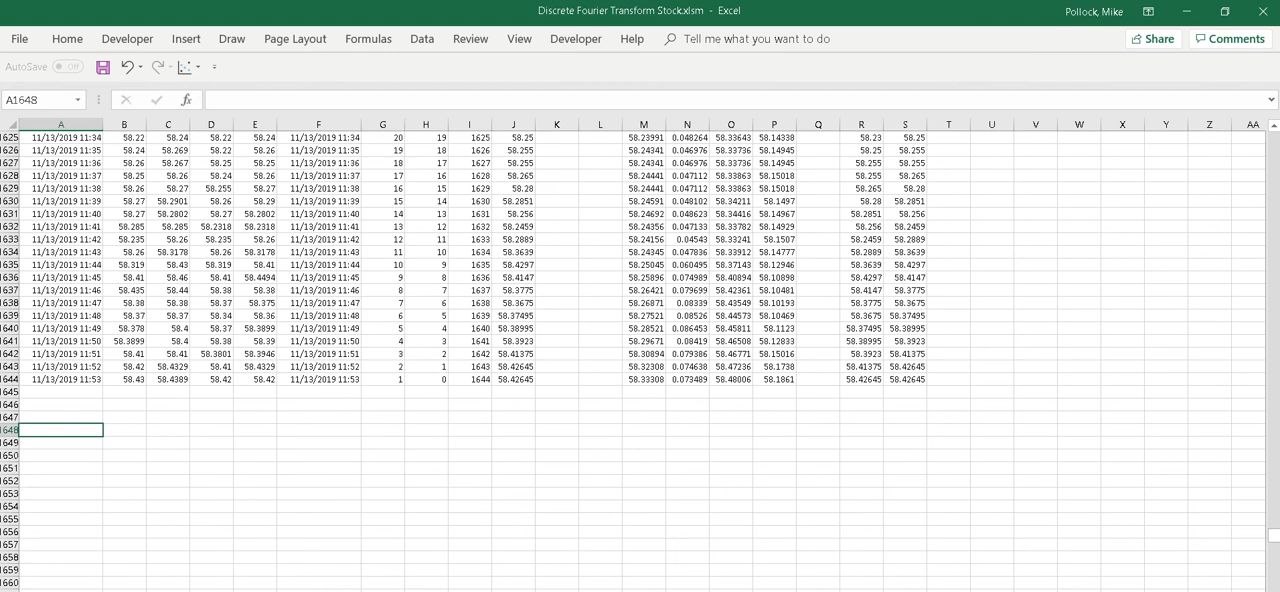 Discrete Fourier Transform Stock.xlsm - Excel
Pollock, Mike
File Home Developer Insert Draw Page Layout Formulas Data Review View Developer Help Tell me what you want to do Share Comments
AutoSave Off
A1648 fx
A B C D E F G H I J K L M N O P Q R S T U V W X Y Z AA
1625 11/13/2019 11:34 58.22 58.24 58.22 58.24 11/13/2019 11:34 20 19 1625 58.25 58.23991 0.048264 58.33643 58.14338 58.23 58.25
1626 11/13/2019 11:35 58.24 58.269 58.22 58.26 11/13/2019 11:35 19 18 1626 58.255 58.24341 0.046976 58.33736 58.14945 58.25 58.255
1627 11/13/2019 11:36 58.26 58.267 58.25 58.25 11/13/2019 11:36 18 17 1627 58.255 58.24341 0.046976 58.33736 58.14945 58.255 58.255
1628 11/13/2019 11:37 58.25 58.26 58.24 58.26 11/13/2019 11:37 17 16 1628 58.265 58.24441 0.047112 58.33863 58.15018 58.255 58.265
1629 11/13/2019 11:38 58.26 58.27 58.255 58.27 11/13/2019 11:38 16 15 1629 58.28 58.24441 0.047112 58.33863 58.15018 58.265 58.28
1630 11/13/2019 11:39 58.27 58.2901 58.26 58.29 11/13/2019 11:39 15 14 1630 58.2851 58.24591 0.048102 58.34211 58.1497 58.28 58.2851
1631 11/13/2019 11:40 58.27 58.2802 58.27 58.2802 11/13/2019 11:40 14 13 1631 58.256 58.24692 0.048623 58.34416 58.14967 58.2851 58.256
1632 11/13/2019 11:41 58.285 58.285 58.2318 58.2318 11/13/2019 11:41 13 12 1632 58.2459 58.24356 0.047133 58.33782 58.14929 58.256 58.2459
1633 11/13/2019 11:42 58.235 58.26 58.235 58.26 11/13/2019 11:42 12 11 1633 58.2889 58.24156 0.04543 58.33241 58.1507 58.2459 58.2889
1634 11/13/2019 11:43 58.26 58.3178 58.26 58.3178 11/13/2019 11:43 11 10 1634 58.3639 58.24345 0.047836 58.33912 58.14777 58.2889 58.3639
1635 11/13/2019 11:44 58.319 58.43 58.319 58.41 11/13/2019 11:44 10 9 1635 58.4297 58.25045 0.060495 58.37143 58.12946 58.3639 58.4297
1636 11/13/2019 11:45 58.41 58.46 58.41 58.4494 11/13/2019 11:45 9 8 1636 58.4147 58.25896 0.074989 58.40894 58.10898 58.4297 58.4147
1637 11/13/2019 11:46 58.435 58.44 58.38 58.38 11/13/2019 11:46 8 7 1637 58.3775 58.26421 0.079699 58.42361 58.10481 58.4147 58.3775
1638 11/13/2019 11:47 58.38 58.38 58.37 58.375 11/13/2019 11:47 7 6 1638 58.3675 58.26871 0.08339 58.43549 58.10193 58.3775 58.3675
1639 11/13/2019 11:48 58.37 58.37 58.34 58.36 11/13/2019 11:48 6 5 1639 58.37495 58.27521 0.08526 58.44573 58.10469 58.3675 58.37495
1640 11/13/2019 11:49 58.378 58.4 58.37 58.3899 11/13/2019 11:49 5 4 1640 58.38995 58.28521 0.086453 58.45811 58.1123 58.37495 58.38995
1641 11/13/2019 11:50 58.3899 58.4 58.38 58.39 11/13/2019 11:50 4 3 1641 58.3923 58.29671 0.08419 58.46508 58.12833 58.38995 58.3923
1642 11/13/2019 11:51 58.41 58.41 58.3801 58.3946 11/13/2019 11:51 3 2 1642 58.41375 58.30894 0.079386 58.46771 58.15016 58.3923 58.41375
1643 11/13/2019 11:52 58.42 58.4329 58.41 58.4329 11/13/2019 11:52 2 1 1643 58.42645 58.32308 0.074638 58.47236 58.1738 58.41375 58.42645
1644 11/13/2019 11:53 58.43 58.4389 58.42 58.42 11/13/2019 11:53 1 0 1644 58.42645 58.33308 0.073489 58.48006 58.1861 58.42645 58.42645
1645
1646
1647
1648
1649
1650
1651
1652
1653
1654
1655
1656
1657
1658
1659
1660